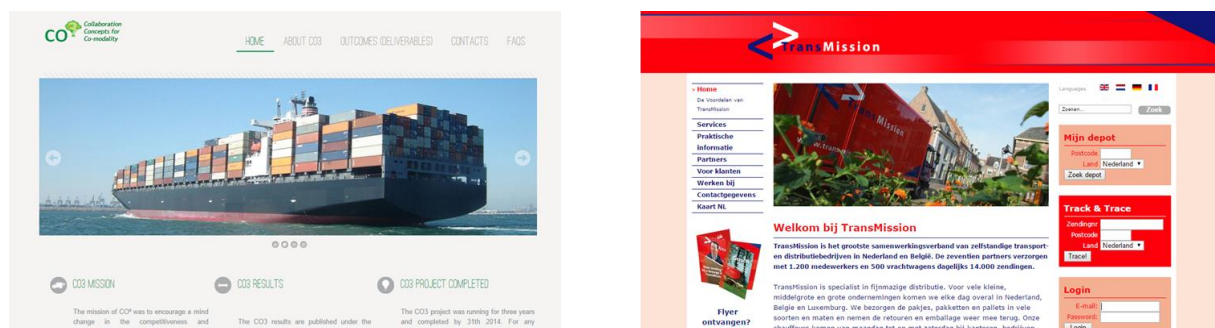 CO³ Collaboration
Concepts for
Co-modality
HOME ABOUT CO3 OUTCOMES (DELIVERABLES) CONTACTS FAQS
CO3 MISSION
CO3 RESULTS
CO3 PROJECT COMPLETED
The mission of CO³ was to encourage a mind
change in the competitiveness and
The CO3 results are published under the
The CO3 project was running for three years
and completed by 31th 2014. For any
TransMission
> Home
De Voordelen van
TransMission
Services
Praktische
informatie
Partners
Voor klanten
Werken bij
Contactgegevens
Kaart NL
Flyer
ontvangen?
TransMission
Welkom bij TransMission
TransMission is het grootste samenwerkingsverband van zelfstandige transport-
en distributiebedrijven in Nederland en België. De zeventien partners verzorgen
met 1.200 medewerkers en 500 vrachtwagens dagelijks 14.000 zendingen.
TransMission is specialist in fijnmazige distributie. Voor vele kleine,
middelgrote en grote ondernemingen komen we elke dag overal in Nederland,
Belgie en Luxemburg. We bezorgen de pakjes, pakketten en pallets in vele
soorten en maten en nemen de retouren en emballage weer mee terug. Onze
Languages
Zoeken... Zoek
Mijn depot
Postcode
Land Nederland
Zoek depot
Track & Trace
Zendingnr
Postcode
Land Nederland
Trace!
Login
E-mail:
Password:
Login